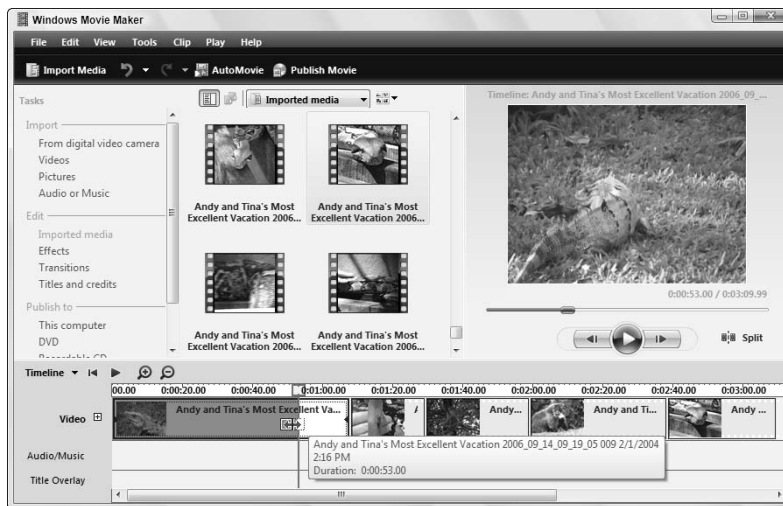 Windows Movie Maker
File Edit View Tools Clip Play Help
Import Media AutoMovie Publish Movie
Tasks
Import
From digital video camera
Videos
Pictures
Audio or Music
Edit
Imported media
Effects
Transitions
Titles and credits
Publish to
This computer
DVD
Recordable CD
Imported media
Andy and Tina's Most
Excellent Vacation 2006...
Andy and Tina's Most
Excellent Vacation 2006...
Andy and Tina's Most
Excellent Vacation 2006...
Andy and Tina's Most
Excellent Vacation 2006...
Timeline: Andy and Tina's Most Excellent Vacation 2006_09_...
0:00:53.00 / 0:03:09.99
Split
Timeline
00.00 0:00:20.00 0:00:40.00 0:01:00.00 0:01:20.00 0:01:40.00 0:02:00.00 0:02:20.00 0:02:40.00 0:03:00.00
Video Andy and Tina's Most Excellent Va... Andy... Andy and Ti... Andy ...
Andy and Tina's Most Excellent Vacation 2006_09_14_09_19_05 009 2/1/2004
2:16 PM
Duration: 0:00:53.00
Audio/Music
Title Overlay